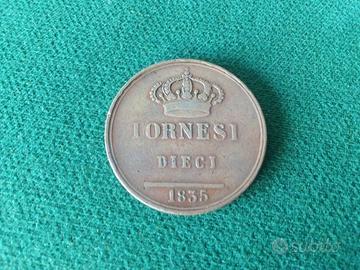 TORNESI
DIECI
1835
subito